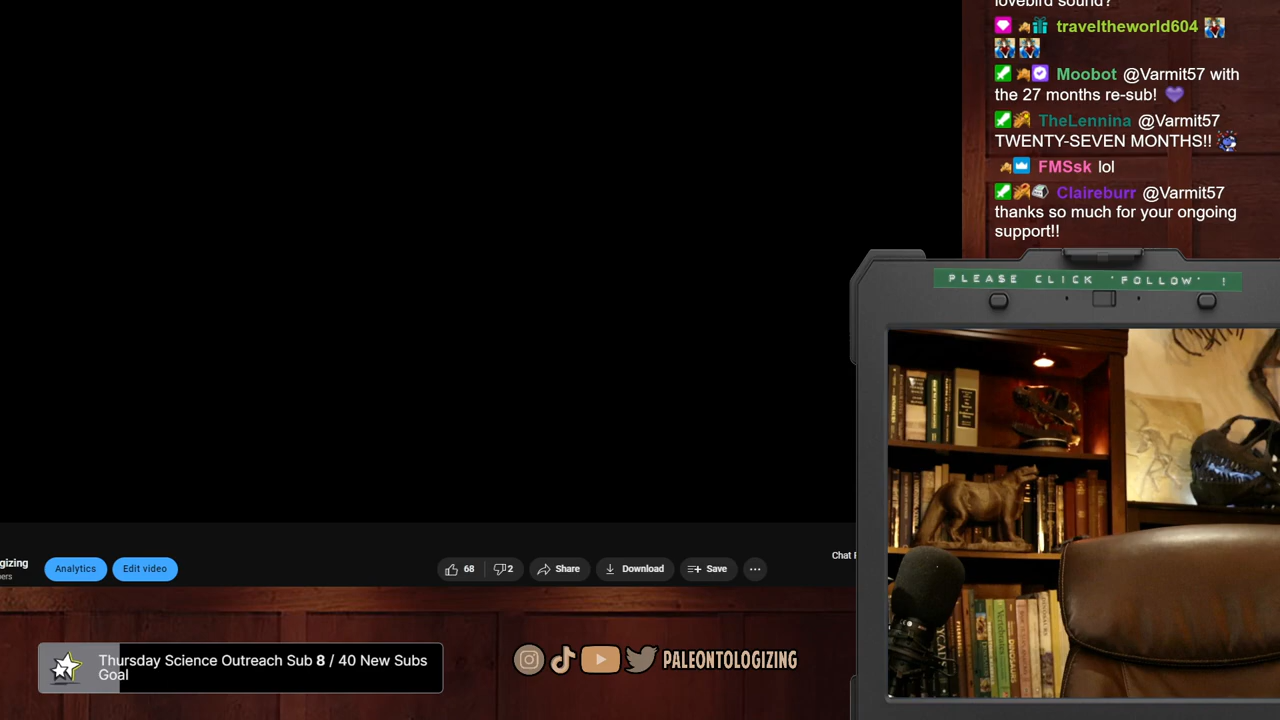 lovebird sound?
traveltheworld604
Moobot @Varmit57 with
the 27 months re-sub!
TheLennina @Varmit57
TWENTY-SEVEN MONTHS!!
FMSsk lol
Claireburr @Varmit57
thanks so much for your ongoing
support!!
PLEASE CLICK 'FOLLOW' !
gizing
ers
Analytics
Edit video
68
2
Share
Download
Save
Chat
Thursday Science Outreach Sub 8 / 40 New Subs
Goal
PALEONTOLOGIZING